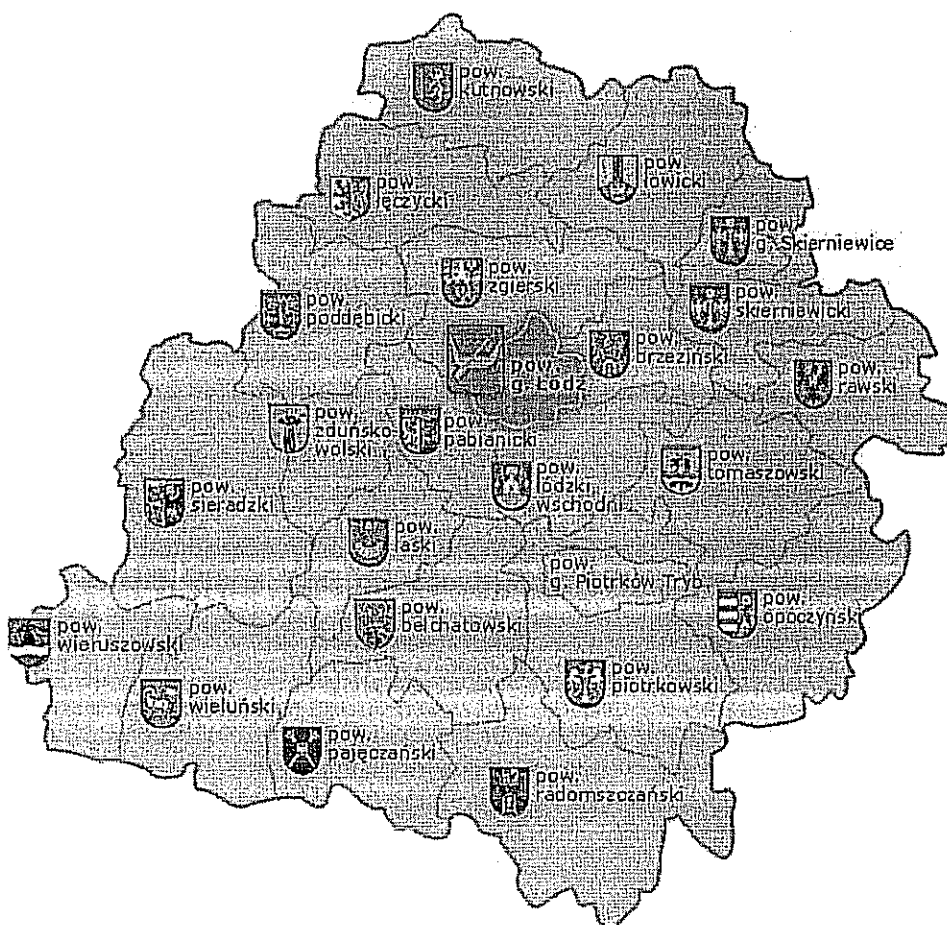 pow.
kutnowski
pow.
łowicki
pow.
łęczycki
pow.
g. Skierniewice
pow.
zgierski
pow.
skierniewicki
pow.
poddębicki
pow.
brzeziński
pow.
g. Łódź
pow.
rawski
pow.
zduńsko
wolski
pow.
pabianicki
pow.
tomaszowski
pow.
łódzki
wschodni
pow.
sieradzki
pow.
łaski
pow.
g. Piotrków Tryb
pow.
opoczyńsk
pow.
bełchatowski
pow.
wieruszowski
pow.
piotrkowski
pow.
wieluński
pow.
pajęczański
pow.
radomszczański